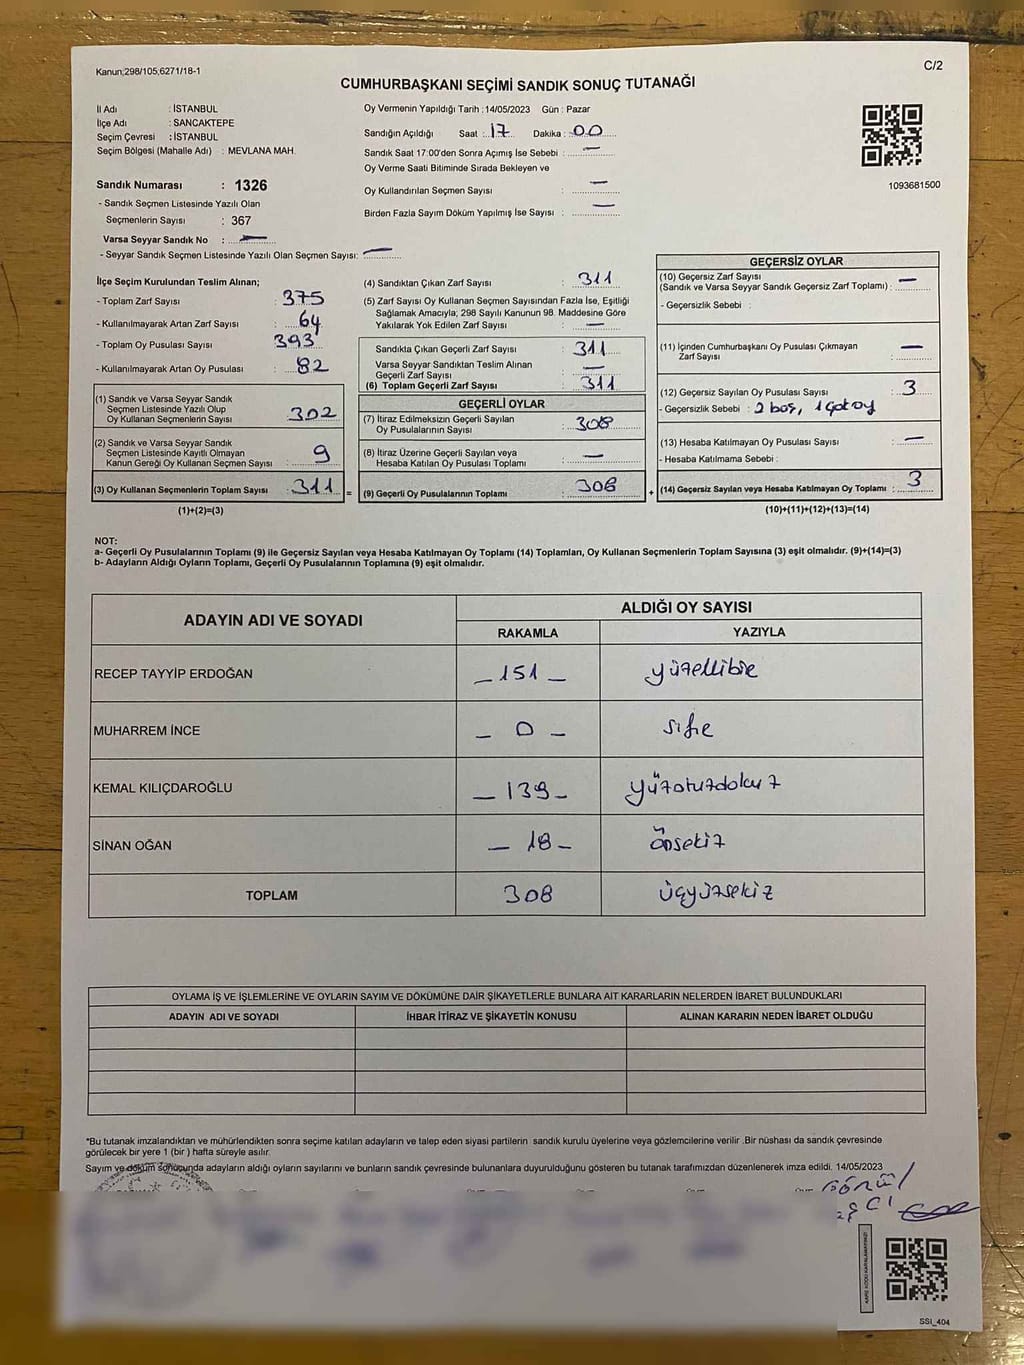 Kanun;298/105;6271/18-1
C/2
CUMHURBAŞKANI SEÇİMİ SANDIK SONUÇ TUTANAĞI
İl Adı : İSTANBUL
İlçe Adı : SANCAKTEPE
Seçim Çevresi : İSTANBUL
Seçim Bölgesi (Mahalle Adı) : MEVLANA MAH.
Sandık Numarası : 1326
- Sandık Seçmen Listesinde Yazılı Olan
Seçmenlerin Sayısı : 367
Varsa Seyyar Sandık No : —
- Seyyar Sandık Seçmen Listesinde Yazılı Olan Seçmen Sayısı: —
Oy Vermenin Yapıldığı Tarih :14/05/2023 Gün : Pazar
Sandığın Açıldığı Saat : 17 Dakika : 00
Sandık Saat 17:00'den Sonra Açımış İse Sebebi : —
Oy Verme Saati Bitiminde Sırada Bekleyen ve
Oy Kullandırılan Seçmen Sayısı : —
Birden Fazla Sayım Döküm Yapılmış İse Sayısı : —
1093681500
İlçe Seçim Kurulundan Teslim Alınan;
- Toplam Zarf Sayısı : 375
- Kullanılmayarak Artan Zarf Sayısı : 64
- Toplam Oy Pusulası Sayısı : 393
- Kullanılmayarak Artan Oy Pusulası : 82
(1) Sandık ve Varsa Seyyar Sandık
Seçmen Listesinde Yazılı Olup
Oy Kullanan Seçmenlerin Sayısı : 302
(2) Sandık ve Varsa Seyyar Sandık
Seçmen Listesinde Kayıtlı Olmayan
Kanun Gereği Oy Kullanan Seçmen Sayısı : 9
(3) Oy Kullanan Seçmenlerin Toplam Sayısı : 311 =
(1)+(2)=(3)
(4) Sandıktan Çıkan Zarf Sayısı : 311
(5) Zarf Sayısı Oy Kullanan Seçmen Sayısından Fazla İse, Eşitliği
Sağlamak Amacıyla; 298 Sayılı Kanunun 98. Maddesine Göre
Yakılarak Yok Edilen Zarf Sayısı : —
Sandıkta Çıkan Geçerli Zarf Sayısı : 311
Varsa Seyyar Sandıktan Teslim Alınan
Geçerli Zarf Sayısı : —
(6) Toplam Geçerli Zarf Sayısı : 311
GEÇERLİ OYLAR
(7) İtiraz Edilmeksizin Geçerli Sayılan
Oy Pusulalarının Sayısı : 308
(8) İtiraz Üzerine Geçerli Sayılan veya
Hesaba Katılan Oy Pusulası Toplamı : —
(9) Geçerli Oy Pusulalarının Toplamı : 308 +
GEÇERSİZ OYLAR
(10) Geçersiz Zarf Sayısı
(Sandık ve Varsa Seyyar Sandık Geçersiz Zarf Toplamı) : —
- Geçersizlik Sebebi :
(11) İçinden Cumhurbaşkanı Oy Pusulası Çıkmayan
Zarf Sayısı : —
(12) Geçersiz Sayılan Oy Pusulası Sayısı : 3
- Geçersizlik Sebebi : 2 boş, 1 çok oy
(13) Hesaba Katılmayan Oy Pusulası Sayısı : —
- Hesaba Katılmama Sebebi :
(14) Geçersiz Sayılan veya Hesaba Katılmayan Oy Toplamı : 3
(10)+(11)+(12)+(13)=(14)
NOT:
a- Geçerli Oy Pusulalarının Toplamı (9) ile Geçersiz Sayılan veya Hesaba Katılmayan Oy Toplamı (14) Toplamları, Oy Kullanan Seçmenlerin Toplam Sayısına (3) eşit olmalıdır. (9)+(14)=(3)
b- Adayların Aldığı Oyların Toplamı, Geçerli Oy Pusulalarının Toplamına (9) eşit olmalıdır.
ADAYIN ADI VE SOYADI ALDIĞI OY SAYISI
RAKAMLA YAZIYLA
RECEP TAYYİP ERDOĞAN — 151 — yüzellibir
MUHARREM İNCE — 0 — sıfır
KEMAL KILIÇDAROĞLU — 139 — yüzotuzdokuz
SİNAN OĞAN — 18 — onsekiz
TOPLAM 308 üçyüzsekiz
OYLAMA İŞ VE İŞLEMLERİNE VE OYLARIN SAYIM VE DÖKÜMÜNE DAİR ŞİKAYETLERLE BUNLARA AİT KARARLARIN NELERDEN İBARET BULUNDUKLARI
ADAYIN ADI VE SOYADI İHBAR İTİRAZ VE ŞİKAYETİN KONUSU ALINAN KARARIN NEDEN İBARET OLDUĞU
*Bu tutanak imzalandıktan ve mühürlendikten sonra seçime katılan adayların ve talep eden siyasi partilerin sandık kurulu üyelerine veya gözlemcilerine verilir .Bir nüshası da sandık çevresinde
görülecek bir yere 1 (bir ) hafta süreyle asılır.
Sayım ve döküm sonucunda adayların aldığı oyların sayılarını ve bunların sandık çevresinde bulunanlara duyurulduğunu gösteren bu tutanak tarafımızdan düzenlenerek imza edildi. 14/05/2023
SSI_404